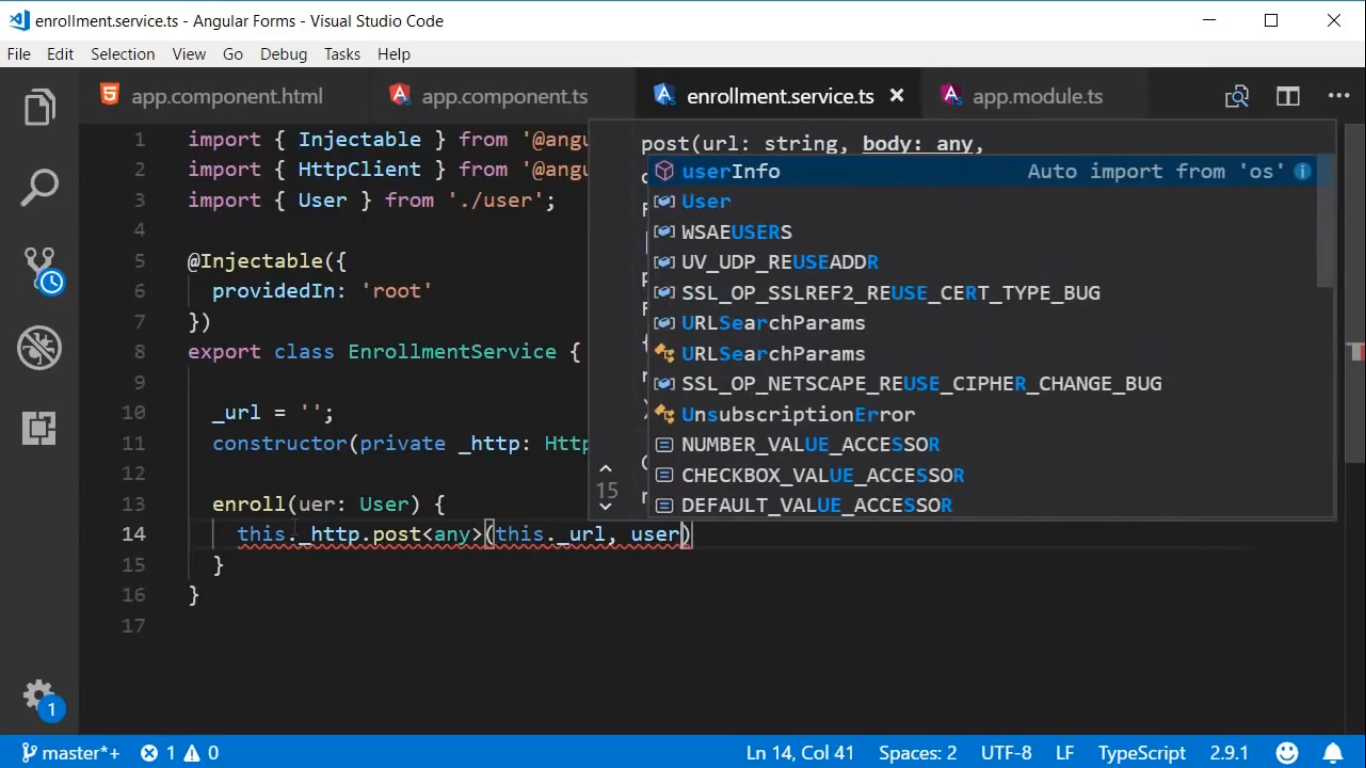 enrollment.service.ts - Angular Forms - Visual Studio Code
File Edit Selection View Go Debug Tasks Help
app.component.html app.component.ts enrollment.service.ts app.module.ts
1 import { Injectable } from '@angu
2 import { HttpClient } from '@angu
3 import { User } from './user';
4
5 @Injectable({
6 providedIn: 'root'
7 })
8 export class EnrollmentService {
9
10 _url = '';
11 constructor(private _http: Http
12
13 enroll(uer: User) {
14 this._http.post<any>(this._url, user)
15 }
16 }
17
post(url: string, body: any,
userInfo Auto import from 'os'
User
WSAEUSERS
UV_UDP_REUSEADDR
SSL_OP_SSLREF2_REUSE_CERT_TYPE_BUG
URLSearchParams
URLSearchParams
SSL_OP_NETSCAPE_REUSE_CIPHER_CHANGE_BUG
UnsubscriptionError
NUMBER_VALUE_ACCESSOR
CHECKBOX_VALUE_ACCESSOR
DEFAULT_VALUE_ACCESSOR
15
1
master*+ 1 0 Ln 14, Col 41 Spaces: 2 UTF-8 LF TypeScript 2.9.1